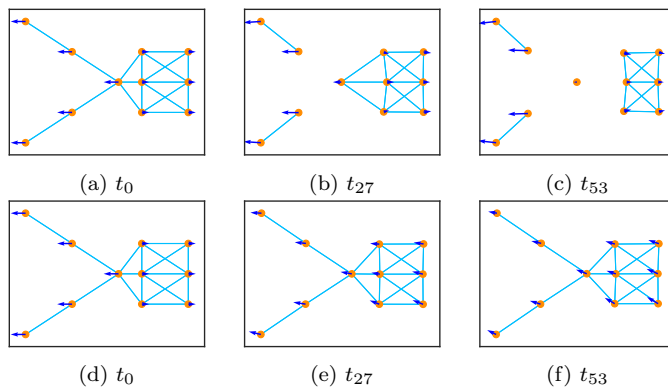 (a) t₀ (b) t₂₇ (c) t₅₃
(d) t₀ (e) t₂₇ (f) t₅₃